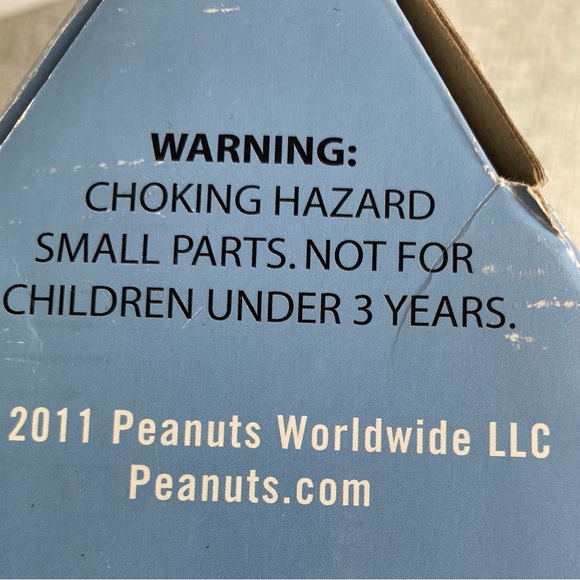 WARNING:
CHOKING HAZARD
SMALL PARTS. NOT FOR
CHILDREN UNDER 3 YEARS.
2011 Peanuts Worldwide LLC
Peanuts.com